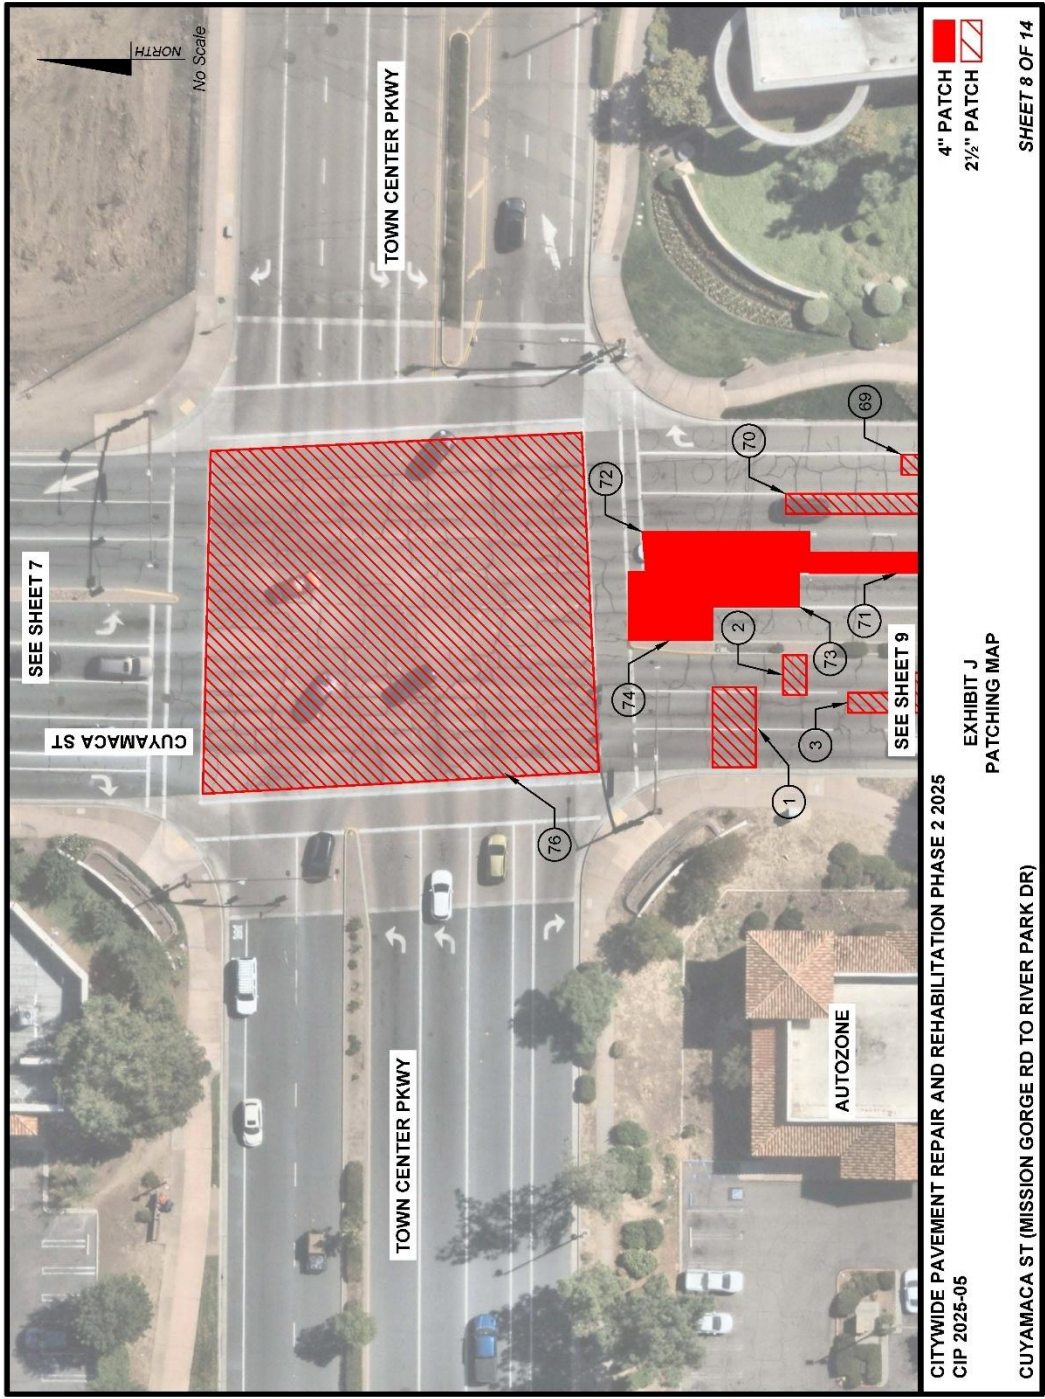 NORTH
No Scale
SEE SHEET 7
CUYAMACA ST
TOWN CENTER PKWY
TOWN CENTER PKWY
76
72
74
70
69
2
73
71
3
1
SEE SHEET 9
AUTOZONE
CITYWIDE PAVEMENT REPAIR AND REHABILITATION PHASE 2 2025
CIP 2025-05
EXHIBIT J
PATCHING MAP
4" PATCH
2½" PATCH
CUYAMACA ST (MISSION GORGE RD TO RIVER PARK DR)
SHEET 8 OF 14